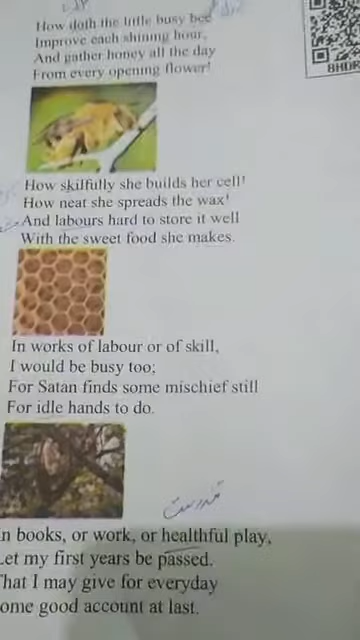 How doth the little busy bee
Improve each shining hour,
And gather honey all the day
From every opening flower!
BHDR
How skilfully she builds her cell!
How neat she spreads the wax!
And labours hard to store it well
With the sweet food she makes.
In works of labour or of skill,
I would be busy too;
For Satan finds some mischief still
For idle hands to do.
تندرست
n books, or work, or healthful play,
Let my first years be passed.
That I may give for everyday
ome good account at last.